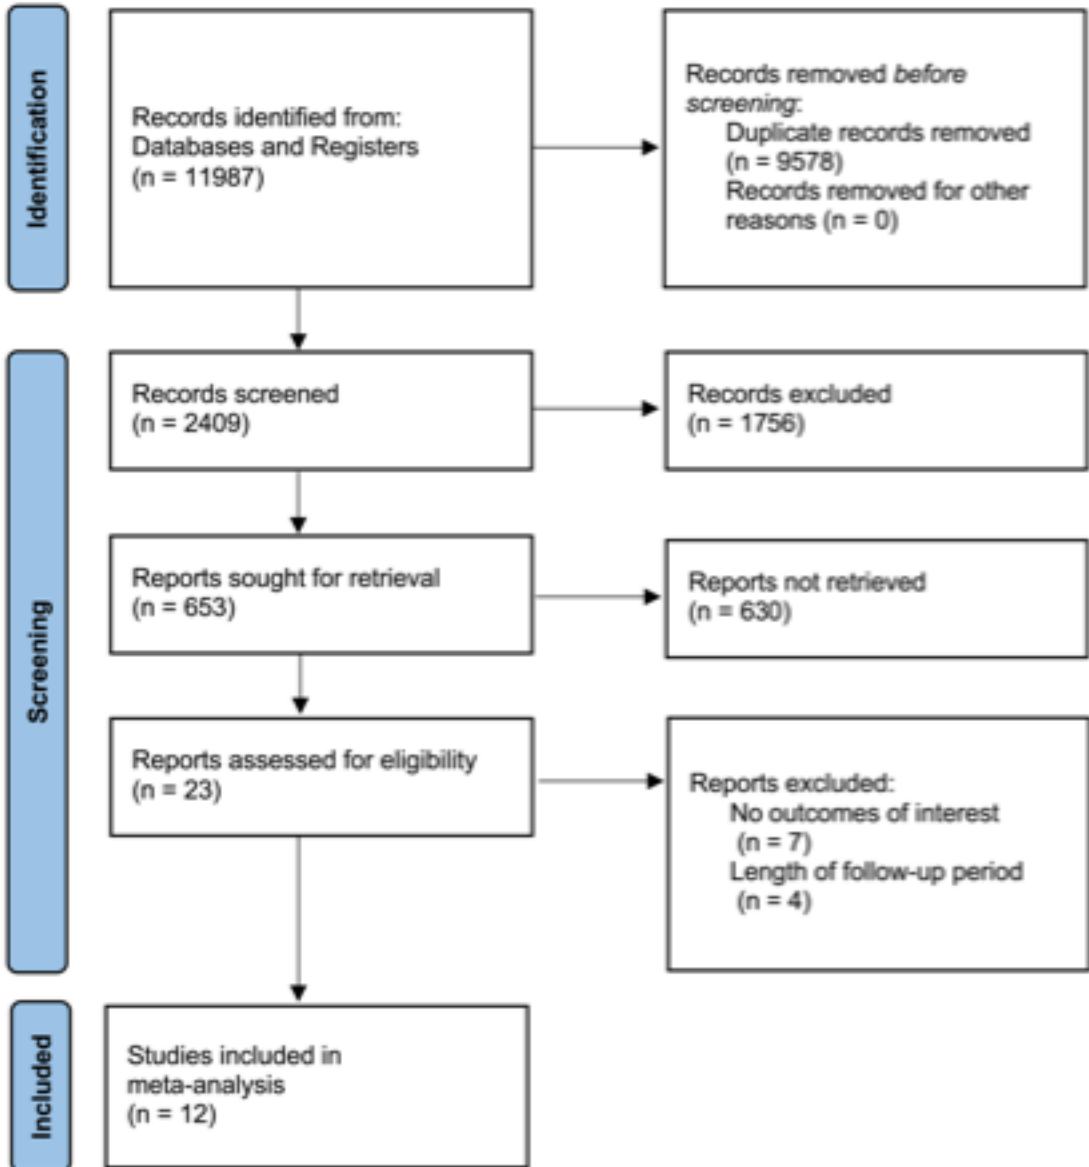 Identification
Records identified from:
Databases and Registers
(n = 11987)
Records removed before
screening:
Duplicate records removed
(n = 9578)
Records removed for other
reasons (n = 0)
Screening
Records screened
(n = 2409)
Records excluded
(n = 1756)
Reports sought for retrieval
(n = 653)
Reports not retrieved
(n = 630)
Reports assessed for eligibility
(n = 23)
Reports excluded:
No outcomes of interest
(n = 7)
Length of follow-up period
(n = 4)
Included
Studies included in
meta-analysis
(n = 12)